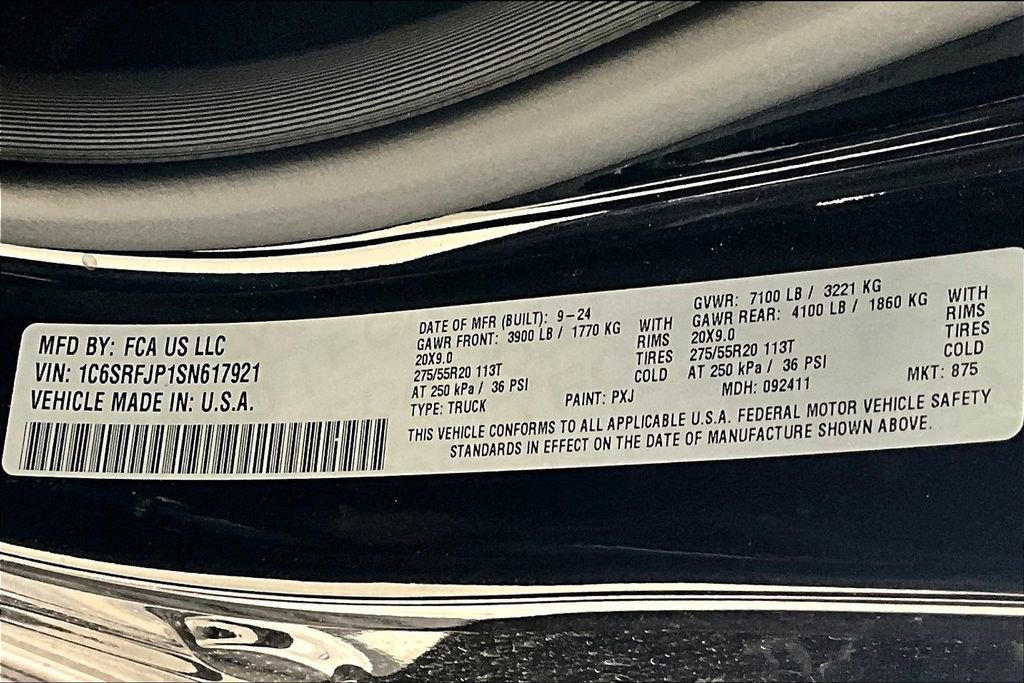 MFD BY: FCA US LLC
VIN: 1C6SRFJP1SN617921
VEHICLE MADE IN: U.S.A.
DATE OF MFR (BUILT): 9-24
GAWR FRONT: 3900 LB / 1770 KG WITH
20X9.0 RIMS
275/55R20 113T TIRES
AT 250 kPa / 36 PSI COLD
TYPE: TRUCK PAINT: PXJ
GVWR: 7100 LB / 3221 KG
GAWR REAR: 4100 LB / 1860 KG WITH
20X9.0 RIMS
275/55R20 113T TIRES
AT 250 kPa / 36 PSI COLD
MDH: 092411 MKT: 875
THIS VEHICLE CONFORMS TO ALL APPLICABLE U.S.A. FEDERAL MOTOR VEHICLE SAFETY
STANDARDS IN EFFECT ON THE DATE OF MANUFACTURE SHOWN ABOVE.